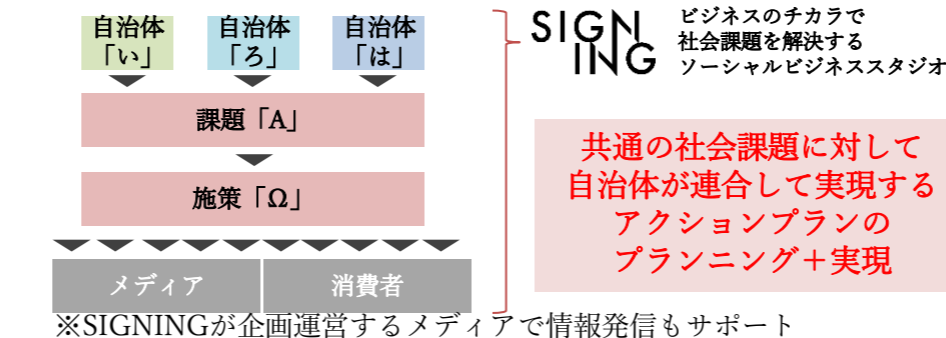 自治体
「い」
自治体
「ろ」
自治体
「は」
課題「A」
施策「Ω」
メディア
消費者
※SIGNINGが企画運営するメディアで情報発信もサポート
SIGN
ING
ビジネスのチカラで
社会課題を解決する
ソーシャルビジネススタジオ
共通の社会課題に対して
自治体が連合して実現する
アクションプランの
プランニング＋実現